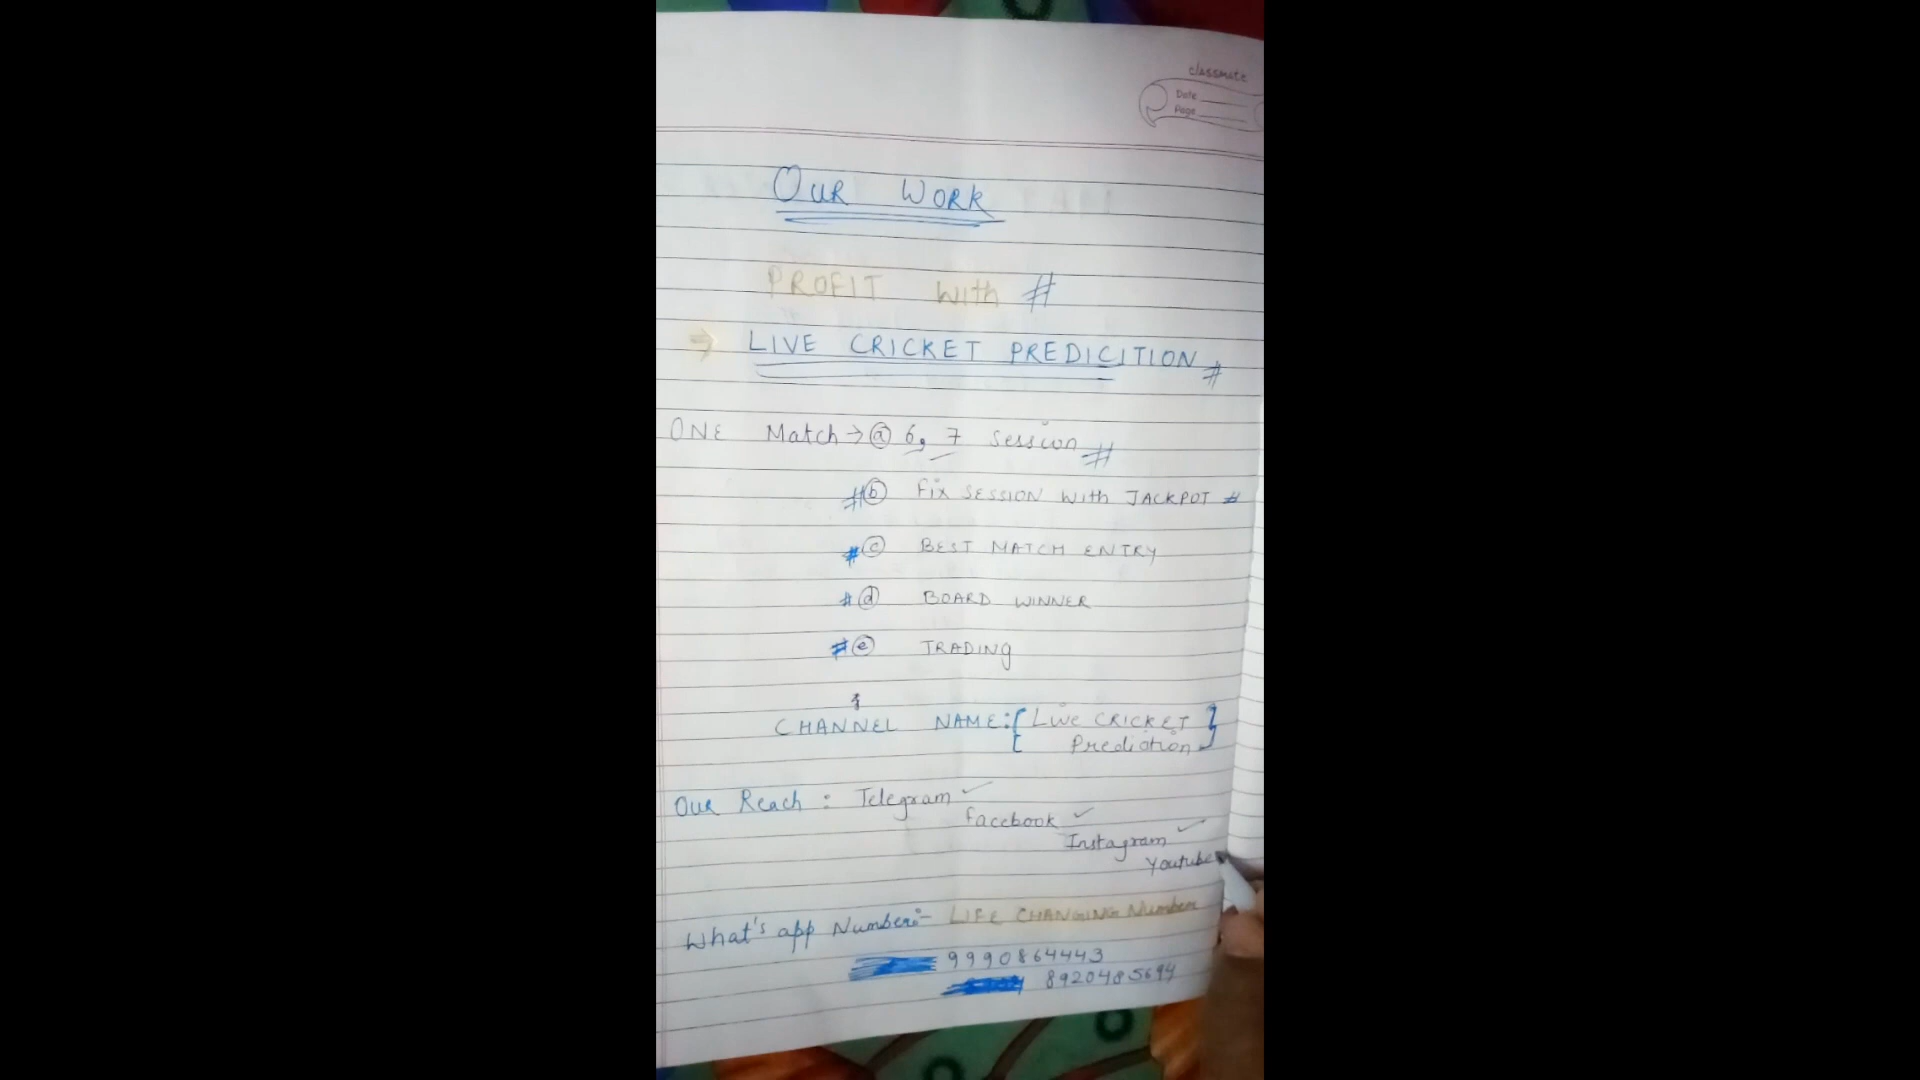 classmate
Date
Page
OUR WORK
PROFIT with #
⇒ LIVE CRICKET PREDICITION #
ONE Match → ⓐ 6, 7 session #
#ⓑ Fix SESSION With JACKPOT #
#ⓒ BEST MATCH ENTRY
#ⓓ BOARD WINNER
#ⓔ TRADINg
CHANNEL NAME:[Live CRICKET
Prediction]
Our Reach : Telegram ✓
facebook ✓
Instagram ✓
Youtube
What's app Number:- LIFE CHANGING Number
9990864443
8920485694